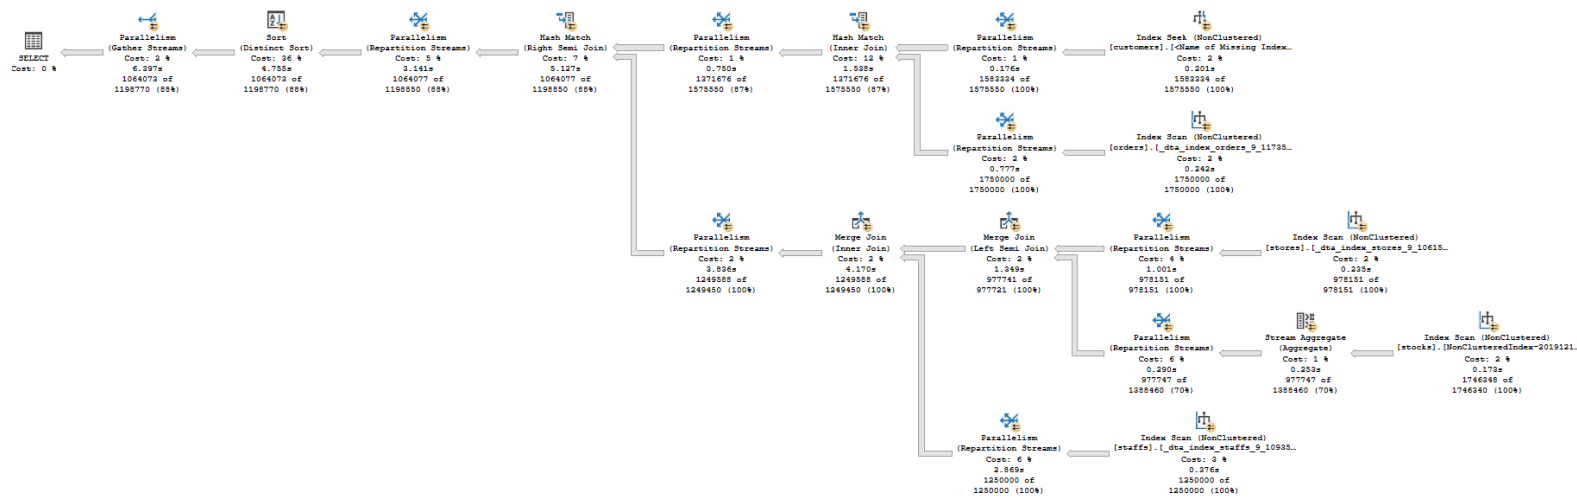 SELECT
Cost: 0 %
Parallelism
(Gather Streams)
Cost: 2 %
6.397s
1064073 of
1198770 (88%)
Sort
(Distinct Sort)
Cost: 36 %
4.755s
1064073 of
1198770 (88%)
Parallelism
(Repartition Streams)
Cost: 5 %
3.141s
1064077 of
1198850 (88%)
Hash Match
(Right Semi Join)
Cost: 7 %
5.127s
1064077 of
1198850 (88%)
Parallelism
(Repartition Streams)
Cost: 1 %
0.750s
1371676 of
1575550 (87%)
Hash Match
(Inner Join)
Cost: 12 %
1.538s
1371676 of
1575550 (87%)
Parallelism
(Repartition Streams)
Cost: 1 %
0.176s
1583334 of
1575550 (100%)
Index Seek (NonClustered)
[customers].[<Name of Missing Index…
Cost: 2 %
0.201s
1583334 of
1575550 (100%)
Parallelism
(Repartition Streams)
Cost: 2 %
0.777s
1750000 of
1750000 (100%)
Index Scan (NonClustered)
[orders].[_dta_index_orders_9_11735…
Cost: 2 %
0.242s
1750000 of
1750000 (100%)
Parallelism
(Repartition Streams)
Cost: 2 %
3.836s
1249588 of
1249450 (100%)
Merge Join
(Inner Join)
Cost: 2 %
4.170s
1249588 of
1249450 (100%)
Merge Join
(Left Semi Join)
Cost: 2 %
1.349s
977741 of
977721 (100%)
Parallelism
(Repartition Streams)
Cost: 4 %
1.001s
978151 of
978151 (100%)
Index Scan (NonClustered)
[stores].[_dta_index_stores_9_10615…
Cost: 2 %
0.235s
978151 of
978151 (100%)
Parallelism
(Repartition Streams)
Cost: 6 %
0.290s
977747 of
1388460 (70%)
Stream Aggregate
(Aggregate)
Cost: 1 %
0.253s
977747 of
1388460 (70%)
Index Scan (NonClustered)
[stocks].[NonClusteredIndex-2019121…
Cost: 2 %
0.173s
1746348 of
1746340 (100%)
Parallelism
(Repartition Streams)
Cost: 6 %
2.869s
1250000 of
1250000 (100%)
Index Scan (NonClustered)
[staffs].[_dta_index_staffs_9_10935…
Cost: 3 %
0.376s
1250000 of
1250000 (100%)